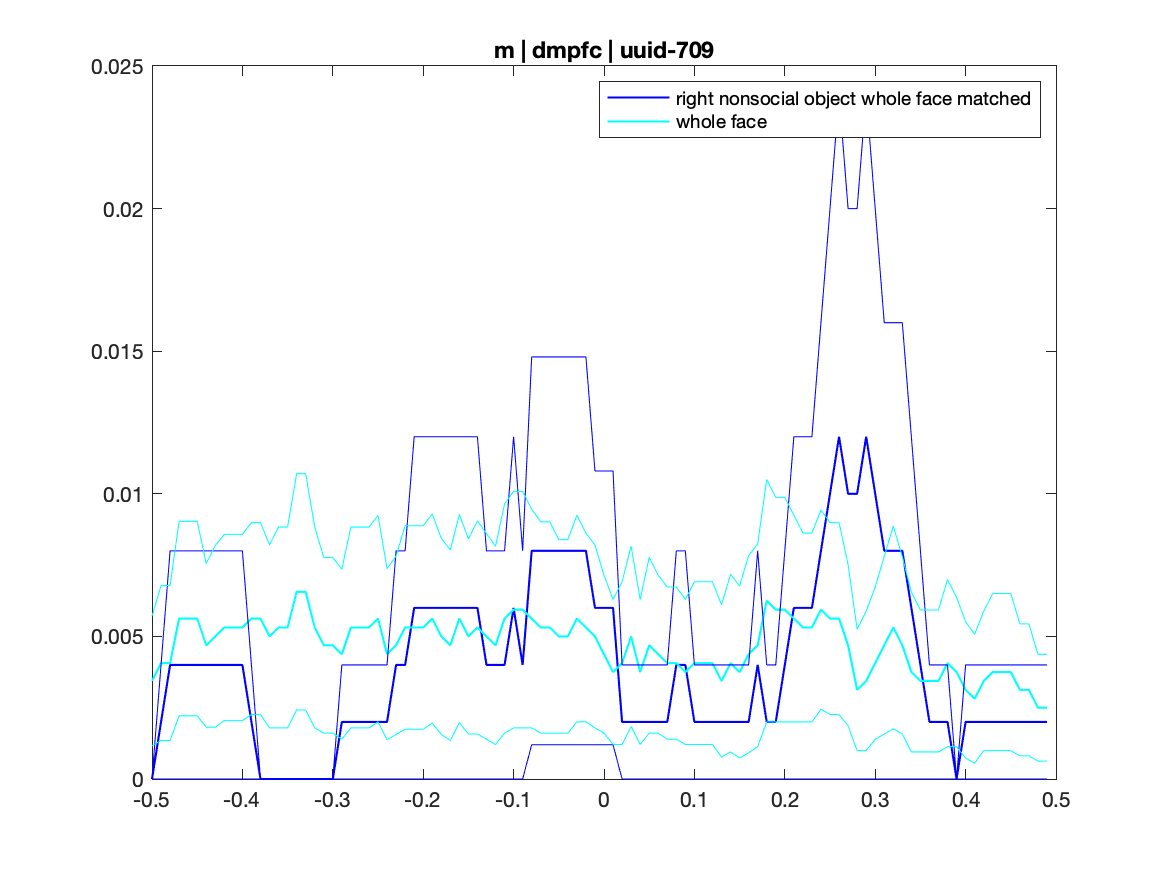 m | dmpfc | uuid-709
0.025
right nonsocial object whole face matched
whole face
0.02
0.015
0.01
0.005
0
-0.5 -0.4 -0.3 -0.2 -0.1 0 0.1 0.2 0.3 0.4 0.5